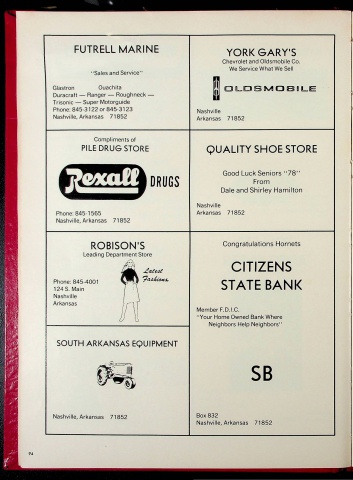 FUTRELL MARINE
"Sales and Service"
Glastron Ouachita
Duracraft — Ranger — Roughneck —
Trisonic — Super Motorguide
Phone: 845-3122 or 845-3123
Nashville, Arkansas 71852
Compliments of
PILE DRUG STORE
Rexall DRUGS
Phone: 845-1565
Nashville, Arkansas 71852
ROBISON'S
Leading Department Store
Latest
Fashions
Phone: 845-4001
124 S. Main
Nashville
Arkansas
SOUTH ARKANSAS EQUIPMENT
Nashville, Arkansas 71852
YORK GARY'S
Chevrolet and Oldsmobile Co.
We Service What We Sell
OLDSMOBILE
Nashville
Arkansas 71852
QUALITY SHOE STORE
Good Luck Seniors "78"
From
Dale and Shirley Hamilton
Nashville
Arkansas 71852
Congratulations Hornets
CITIZENS
STATE BANK
Member F.D.I.C.
"Your Home Owned Bank Where
Neighbors Help Neighbors"
SB
Box 832
Nashville, Arkansas 71852